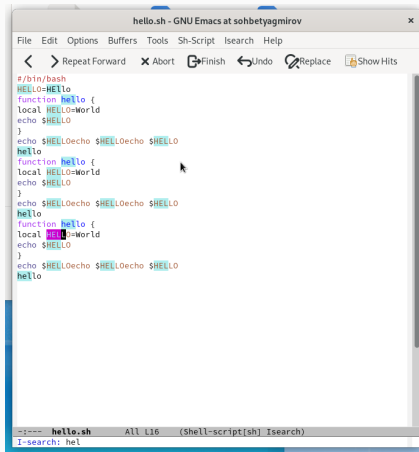 hello.sh - GNU Emacs at sohbetyagmirov
File Edit Options Buffers Tools Sh-Script Isearch Help
Repeat Forward Abort Finish Undo Replace Show Hits
#/bin/bash
HELLO=HEllo
function hello {
local HELLO=World
echo $HELLO
}
echo $HELLOecho $HELLOecho $HELLO
hello
function hello {
local HELLO=World
echo $HELLO
}
echo $HELLOecho $HELLOecho $HELLO
hello
function hello {
local HELLO=World
echo $HELLO
}
echo $HELLOecho $HELLOecho $HELLO
hello
-:--- hello.sh All L16 (Shell-script[sh] Isearch)
I-search: hel